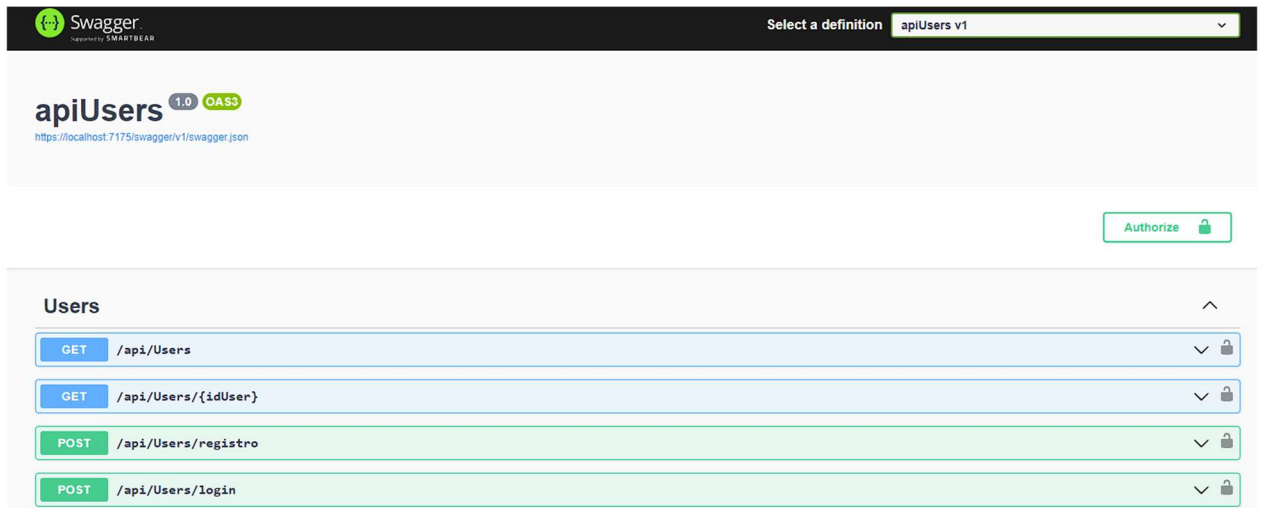 {···} Swagger.
Supported by SMARTBEAR
Select a definition apiUsers v1
apiUsers 1.0 OAS3
https://localhost:7175/swagger/v1/swagger.json
Authorize
Users
GET /api/Users
GET /api/Users/{idUser}
POST /api/Users/registro
POST /api/Users/login